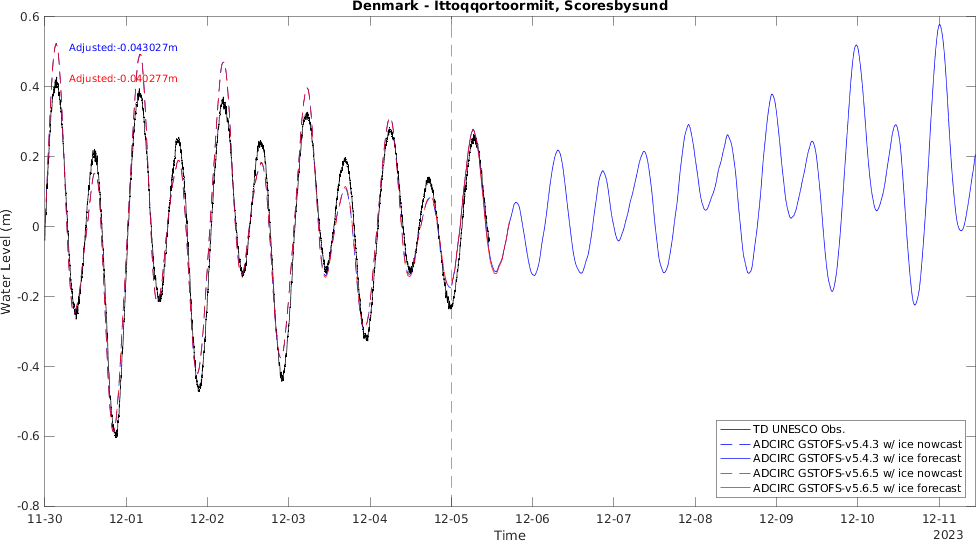 Denmark - Ittoqqortoormiit, Scoresbysund
0.6
0.4
0.2
0
-0.2
-0.4
-0.6
-0.8
Water Level (m)
Adjusted:-0.043027m
Adjusted:-0.040277m
TD UNESCO Obs.
ADCIRC GSTOFS-v5.4.3 w/ ice nowcast
ADCIRC GSTOFS-v5.4.3 w/ ice forecast
ADCIRC GSTOFS-v5.6.5 w/ ice nowcast
ADCIRC GSTOFS-v5.6.5 w/ ice forecast
11-30 12-01 12-02 12-03 12-04 12-05 12-06 12-07 12-08 12-09 12-10 12-11
Time
2023